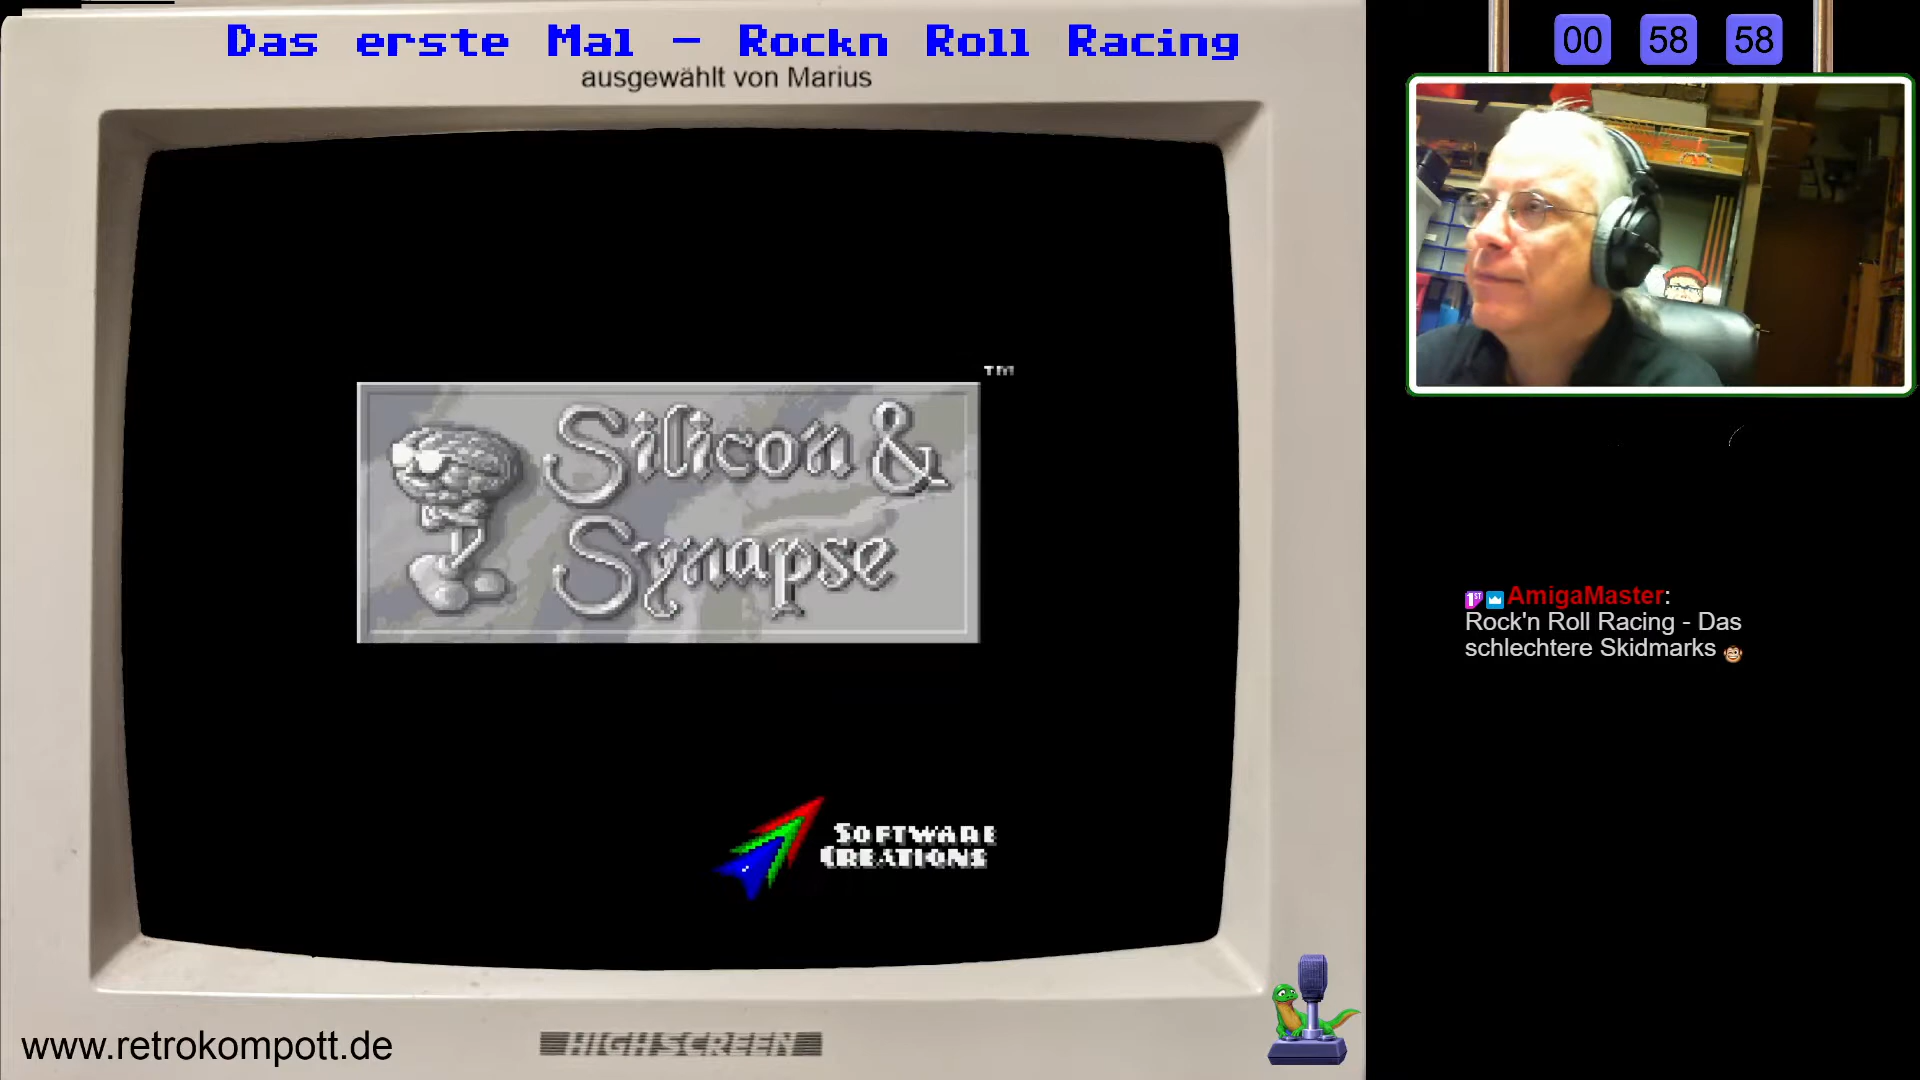 Das erste Mal - Rockn Roll Racing
ausgewählt von Marius
00 58 58
TM
Silicon &
Synapse
SOFTWARE
CREATIONS
1ST AmigaMaster:
Rock'n Roll Racing - Das
schlechtere Skidmarks
www.retrokompott.de
HIGHSCREEN